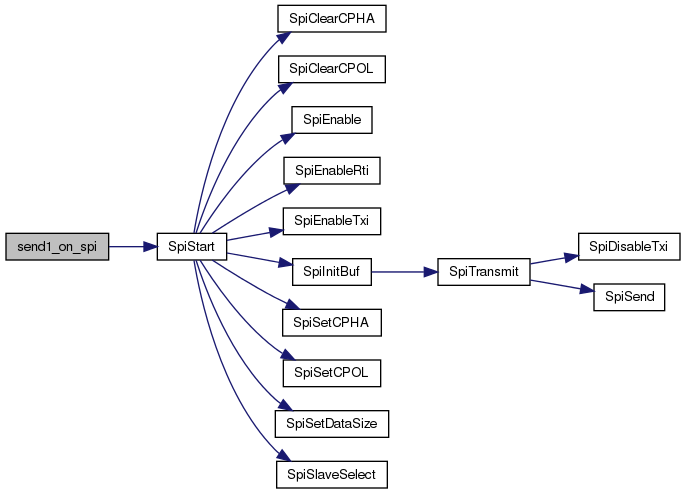 SpiClearCPHA
SpiClearCPOL
SpiEnable
SpiEnableRti
SpiEnableTxi
send1_on_spi
SpiStart
SpiInitBuf
SpiTransmit
SpiDisableTxi
SpiSend
SpiSetCPHA
SpiSetCPOL
SpiSetDataSize
SpiSlaveSelect